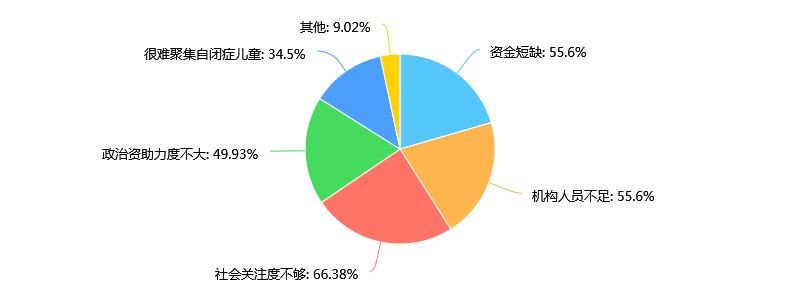 其他: 9.02%
资金短缺: 55.6%
很难聚集自闭症儿童: 34.5%
政治资助力度不大: 49.93%
机构人员不足: 55.6%
社会关注度不够: 66.38%